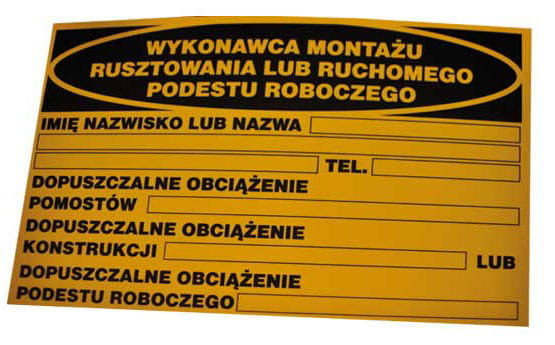 WYKONAWCA MONTAŻU
RUSZTOWANIA LUB RUCHOMEGO
PODESTU ROBOCZEGO
IMIĘ NAZWISKO LUB NAZWA
TEL.
DOPUSZCZALNE OBCIĄŻENIE
POMOSTÓW
DOPUSZCZALNE OBCIĄŻENIE
KONSTRUKCJI LUB
DOPUSZCZALNE OBCIĄŻENIE
PODESTU ROBOCZEGO